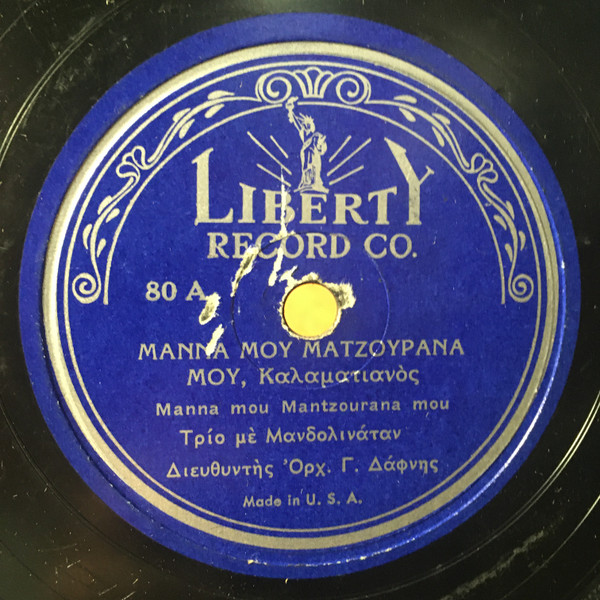 LIBERTY
RECORD CO.
80 A
ΜΑΝΝΑ ΜΟΥ ΜΑΤΖΟΥΡΑΝΑ
ΜΟΥ, Καλαματιανὸς
Manna mou Mantzourana mou
Τρίο μὲ Μανδολινάταν
Διευθυντὴς Ὀρχ. Γ. Δάφνης
Made in U. S. A.